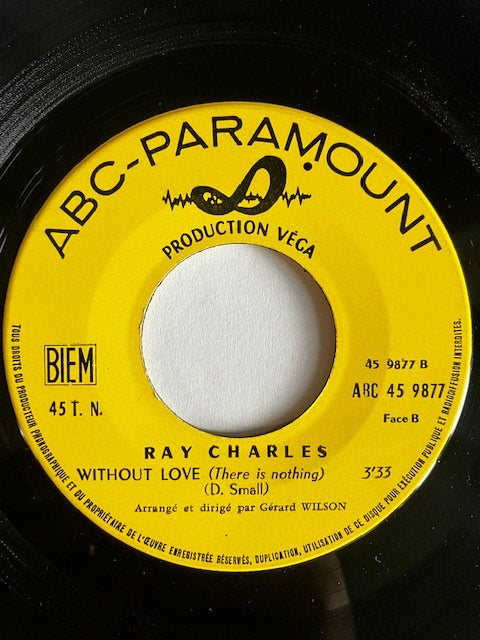 ABC-PARAMOUNT
PRODUCTION VÉGA
BIEM
45 T. N.
45 9877 B
ABC 45 9877
Face B
RAY CHARLES
WITHOUT LOVE (There is nothing) 3'33
(D. Small)
Arrangé et dirigé par Gérard WILSON
TOUS DROITS DU PRODUCTEUR PHONOGRAPHIQUE ET DU PROPRIÉTAIRE DE L'ŒUVRE ENREGISTRÉE RÉSERVÉS, DUPLICATION, UTILISATION DE CE DISQUE POUR EXÉCUTION PUBLIQUE ET RADIODIFFUSION INTERDITES.